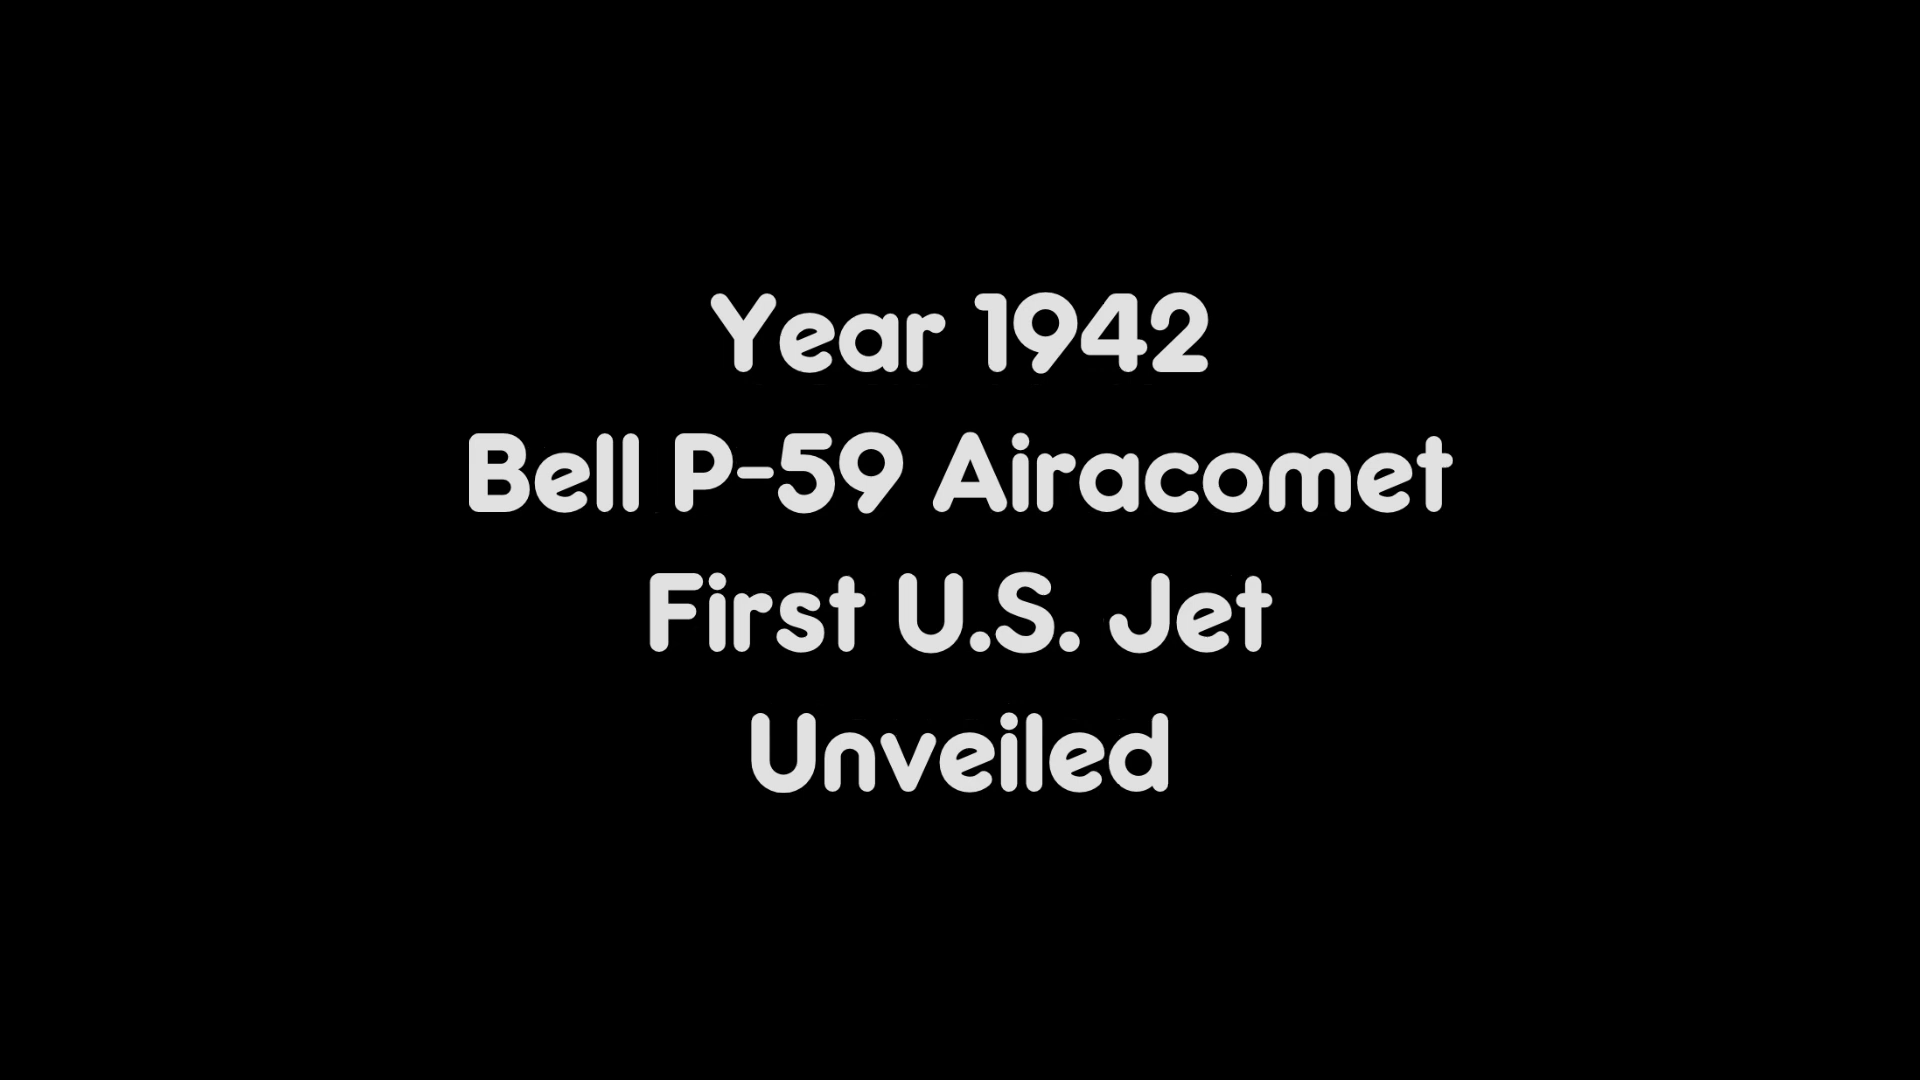 Year 1942
Bell P-59 Airacomet
First U.S. Jet
Unveiled